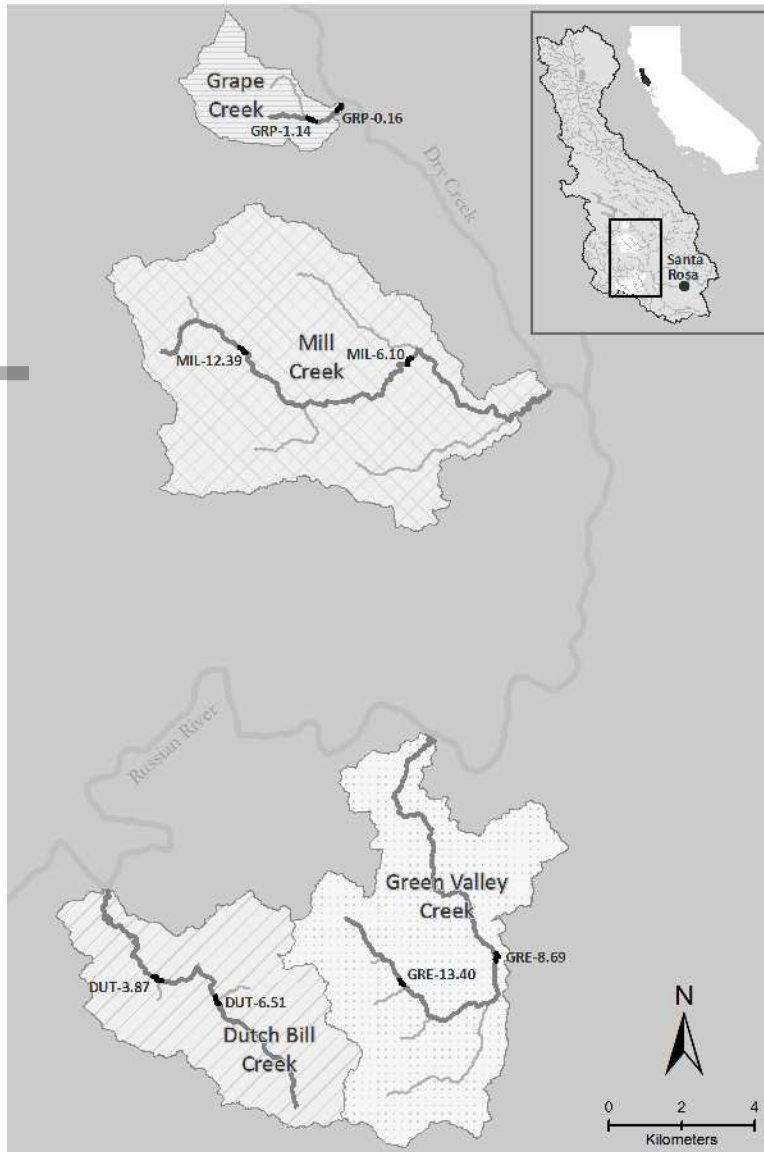 Grape
Creek
GRP-1.14
GRP-0.16
Dry Creek
Santa
Rosa
Mill
Creek
MIL-12.39
MIL-6.10
Russian River
Green Valley
Creek
GRE-8.69
GRE-13.40
DUT-3.87
DUT-6.51
Dutch Bill
Creek
N
0 2 4
Kilometers